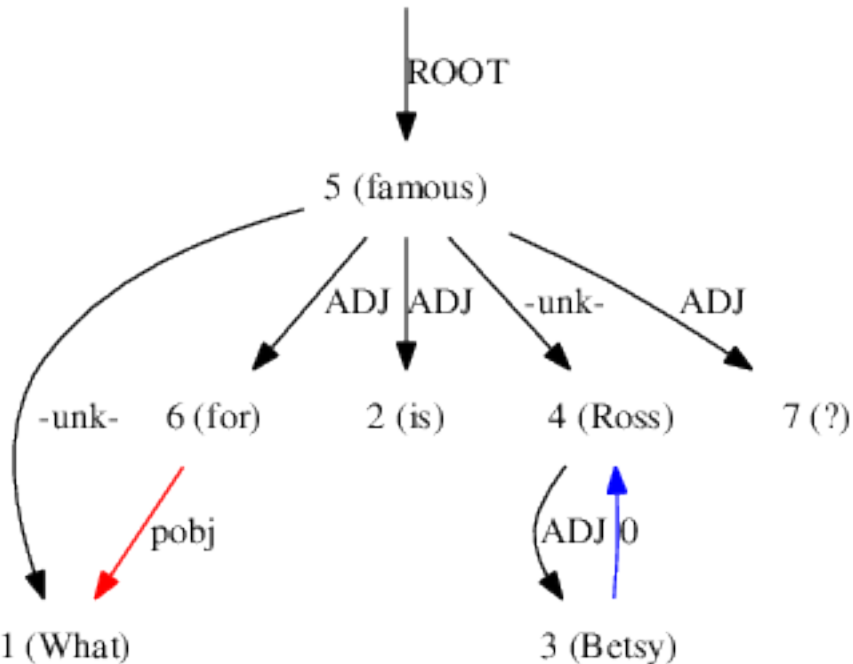 ROOT
5 (famous)
ADJ ADJ -unk- ADJ
-unk- 6 (for) 2 (is) 4 (Ross) 7 (?)
pobj ADJ 0
1 (What) 3 (Betsy)